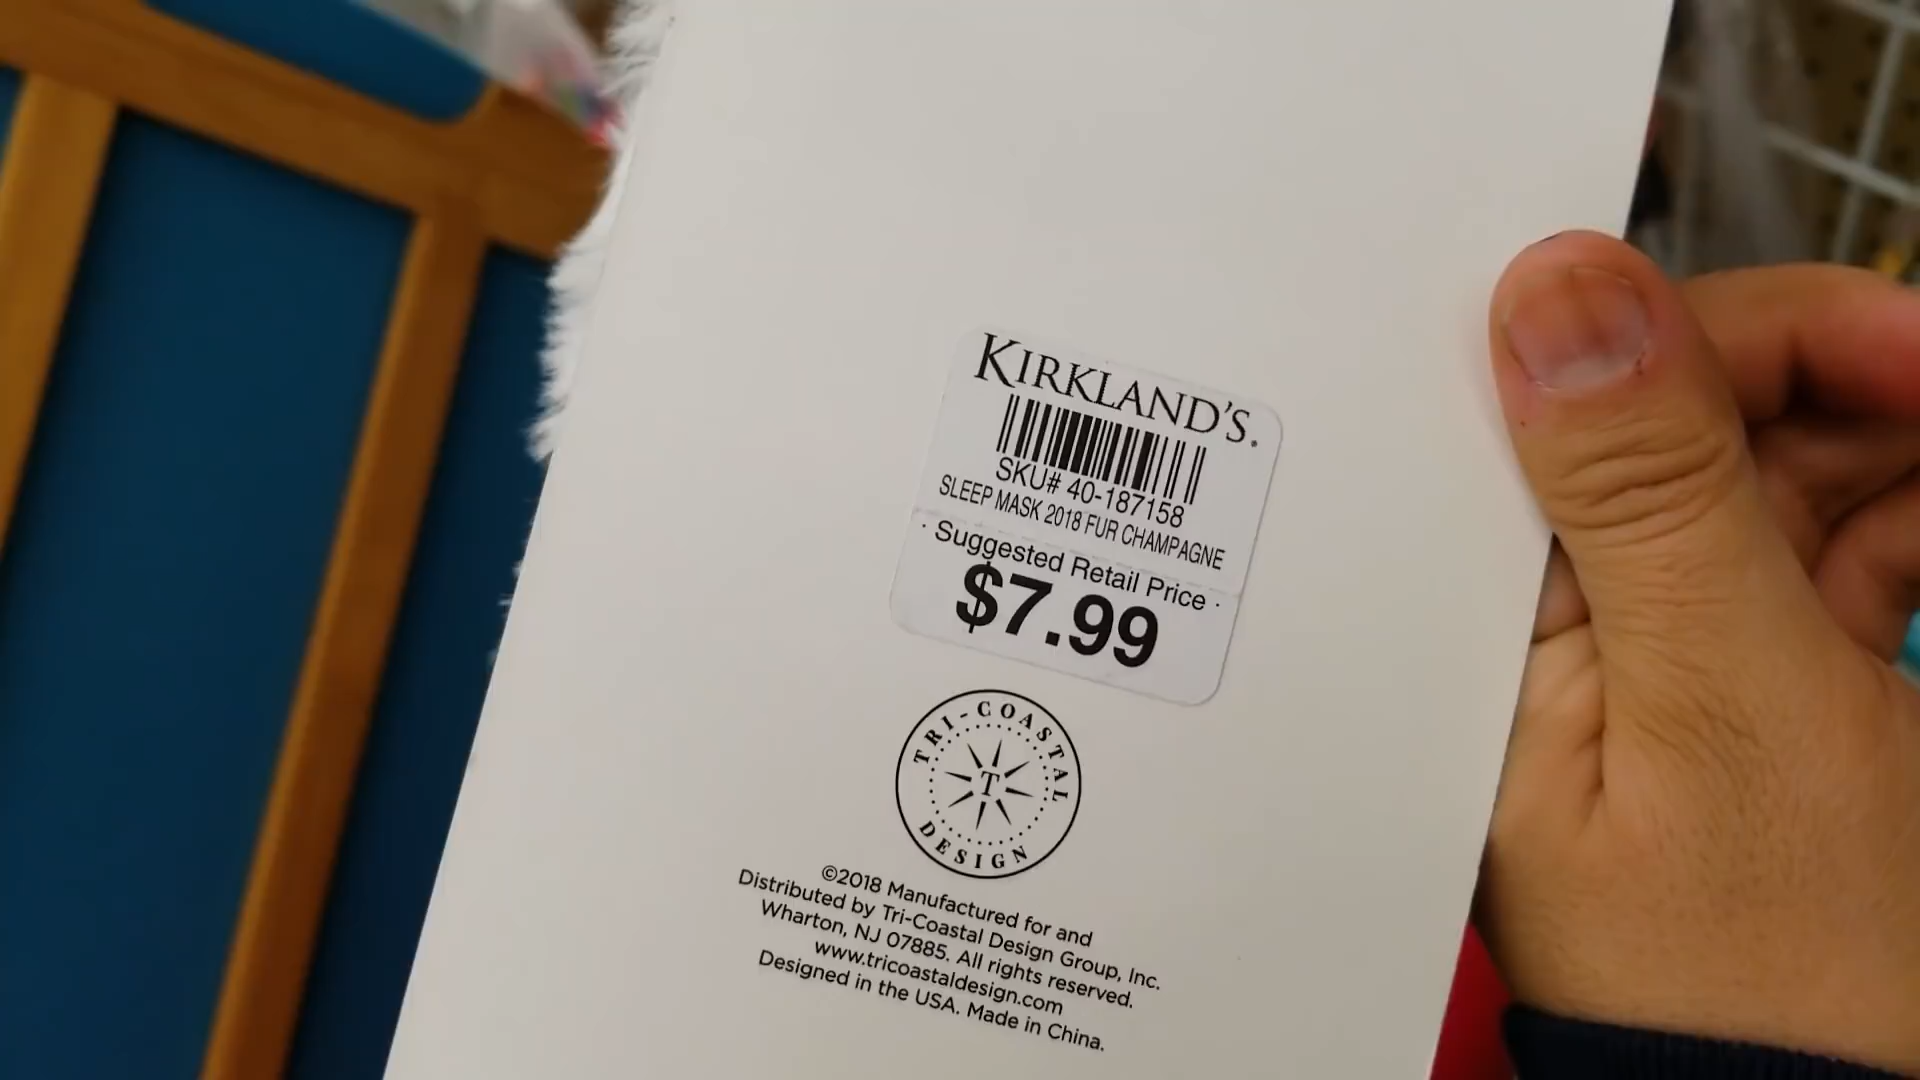 KIRKLAND'S.
SKU# 40-187158
SLEEP MASK 2018 FUR CHAMPAGNE
· Suggested Retail Price ·
$7.99
TRI-COASTAL
T
DESIGN
©2018 Manufactured for and
Distributed by Tri-Coastal Design Group, Inc.
Wharton, NJ 07885. All rights reserved.
www.tricoastaldesign.com
Designed in the USA. Made in China.